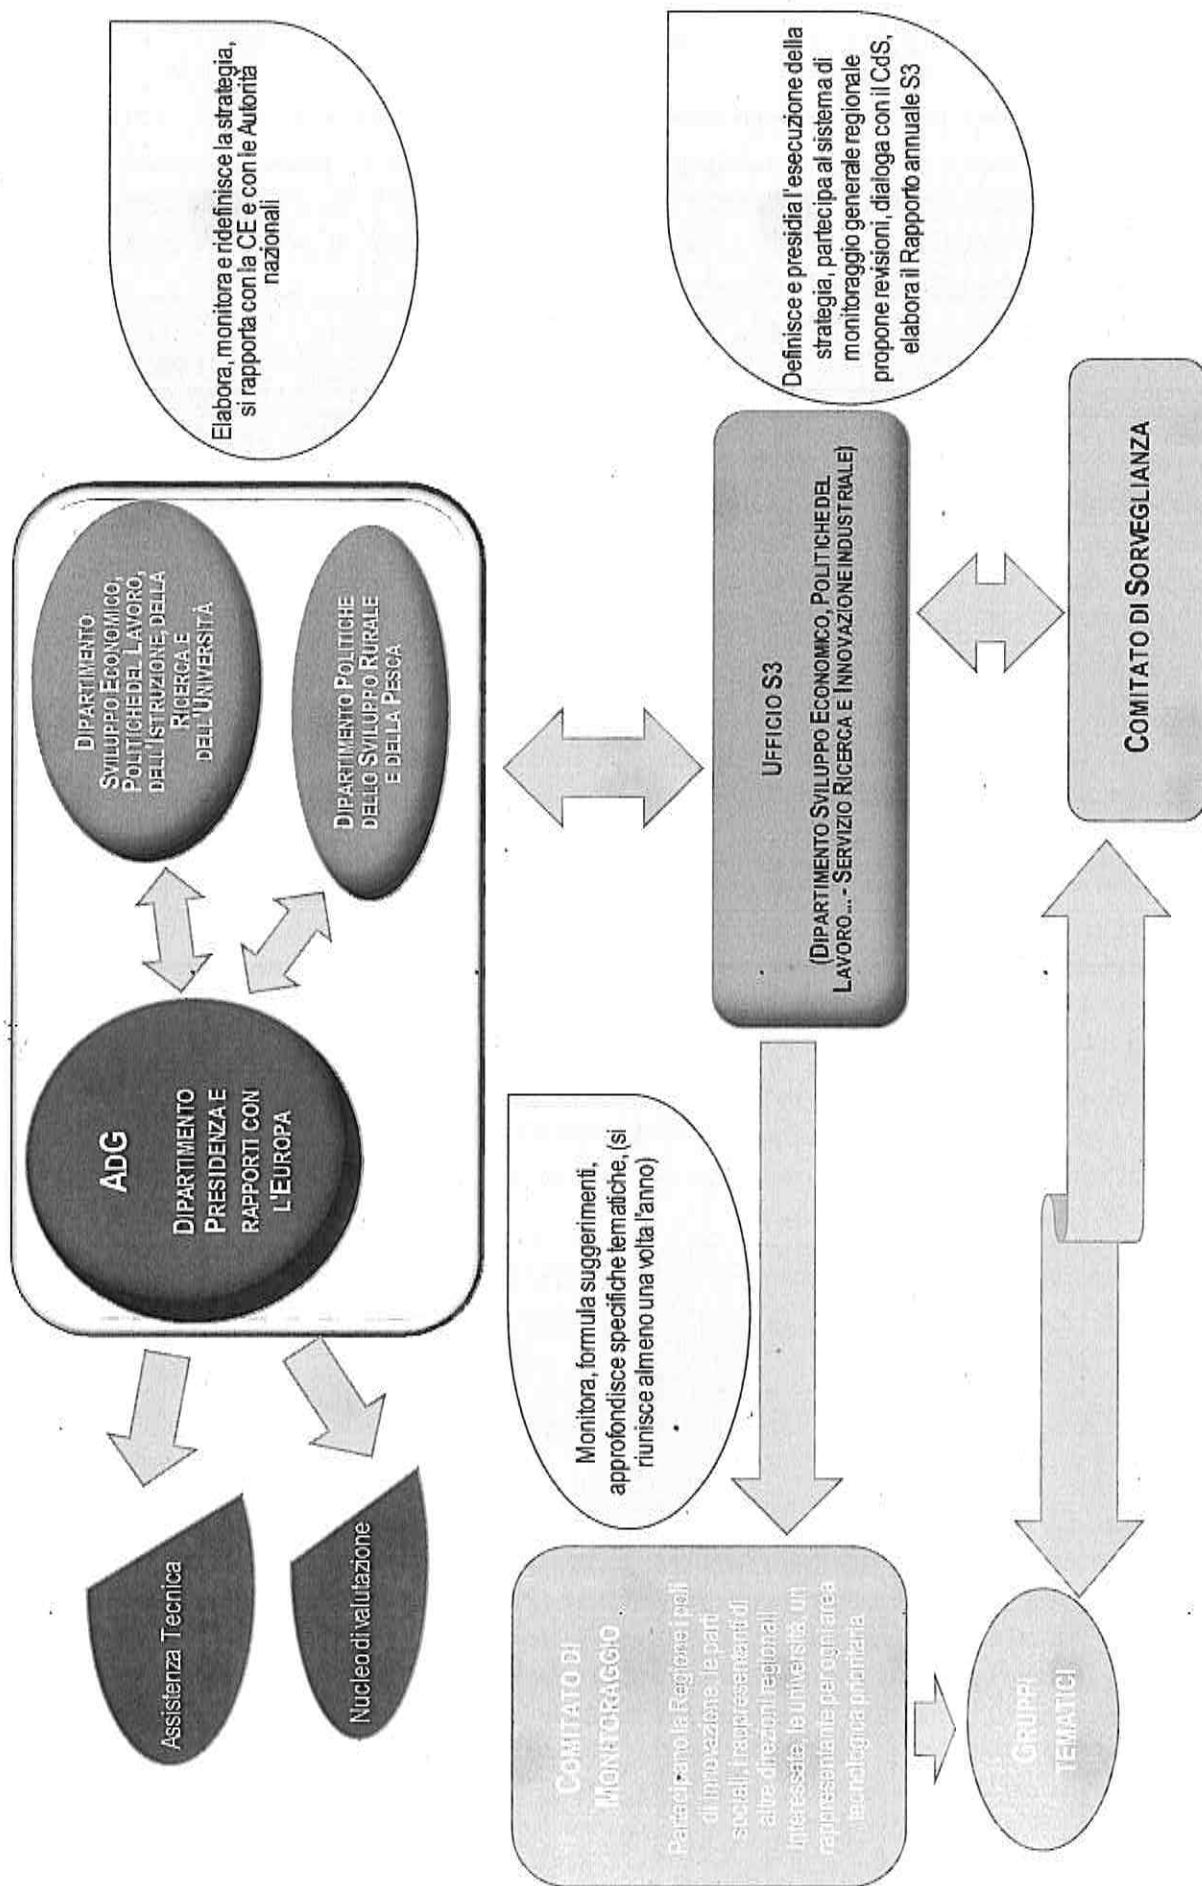 Assistenza Tecnica
Nucleo di valutazione
ADG
DIPARTIMENTO
PRESIDENZA E
RAPPORTI CON
L'EUROPA
DIPARTIMENTO
SVILUPPO ECONOMICO,
POLITICHE DEL LAVORO,
DELL'ISTRUZIONE, DELLA
RICERCA E
DELL'UNIVERSITÀ
DIPARTIMENTO POLITICHE
DELLO SVILUPPO RURALE
E DELLA PESCA
Elabora, monitora e ridefinisce la strategia,
si rapporta con la CE e con le Autorità
nazionali
COMITATO DI
MONITORAGGIO
Partecipano la Regione, i poli
di innovazione, le parti
sociali, i rappresentanti di
altre direzioni regionali
interessate, le università, un
rappresentante per ogni area
tecnologica prioritaria
Monitora, formula suggerimenti,
approfondisce specifiche tematiche, (si
riunisce almeno una volta l'anno)
UFFICIO S3
(DIPARTIMENTO SVILUPPO ECONOMICO, POLITICHE DEL
LAVORO... - SERVIZIO RICERCA E INNOVAZIONE INDUSTRIALE)
Definisce e presidia l'esecuzione della
strategia, partecipa al sistema di
monitoraggio generale regionale
propone revisioni, dialoga con il CdS,
elabora il Rapporto annuale S3
GRUPPI
TEMATICI
COMITATO DI SORVEGLIANZA